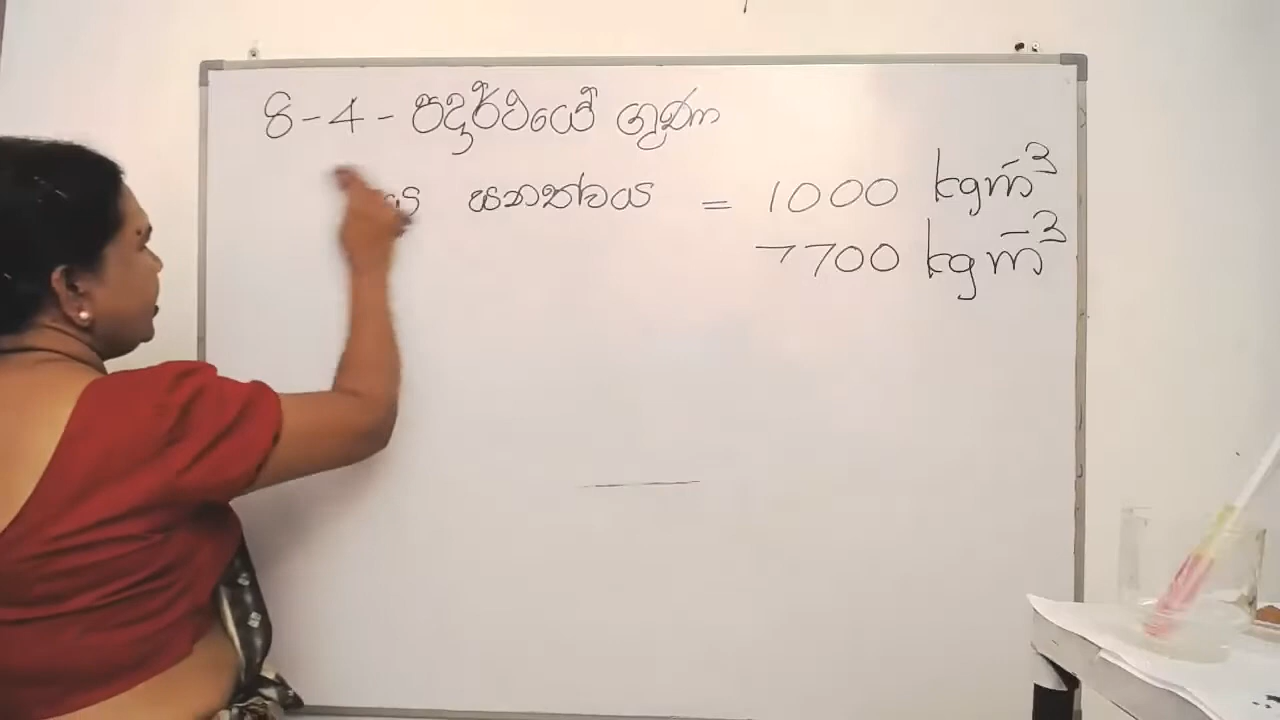 8-4- පදාර්ථයේ ගුණ
ඝනත්වය = 1000 kgm⁻³
7700 kgm⁻³